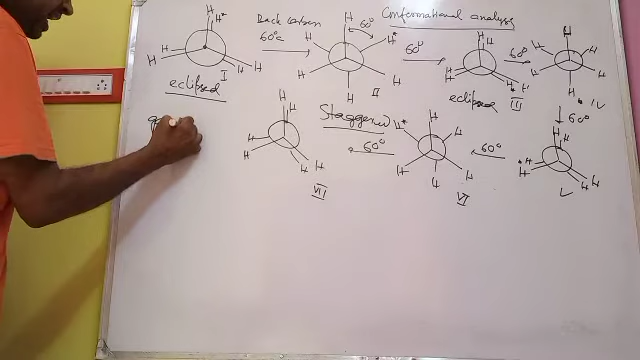 Conformational analysis
Back carbon
60°c
60°
60°
60°
H H* H H H H
I
H H H* H H H
II
H H H H H H
III
H H H H
IV
eclipsed
eclipsed
Staggered
60°
60°
60°
H H H H H H
VII
H* H H H H H
VI
H H H H H H
V